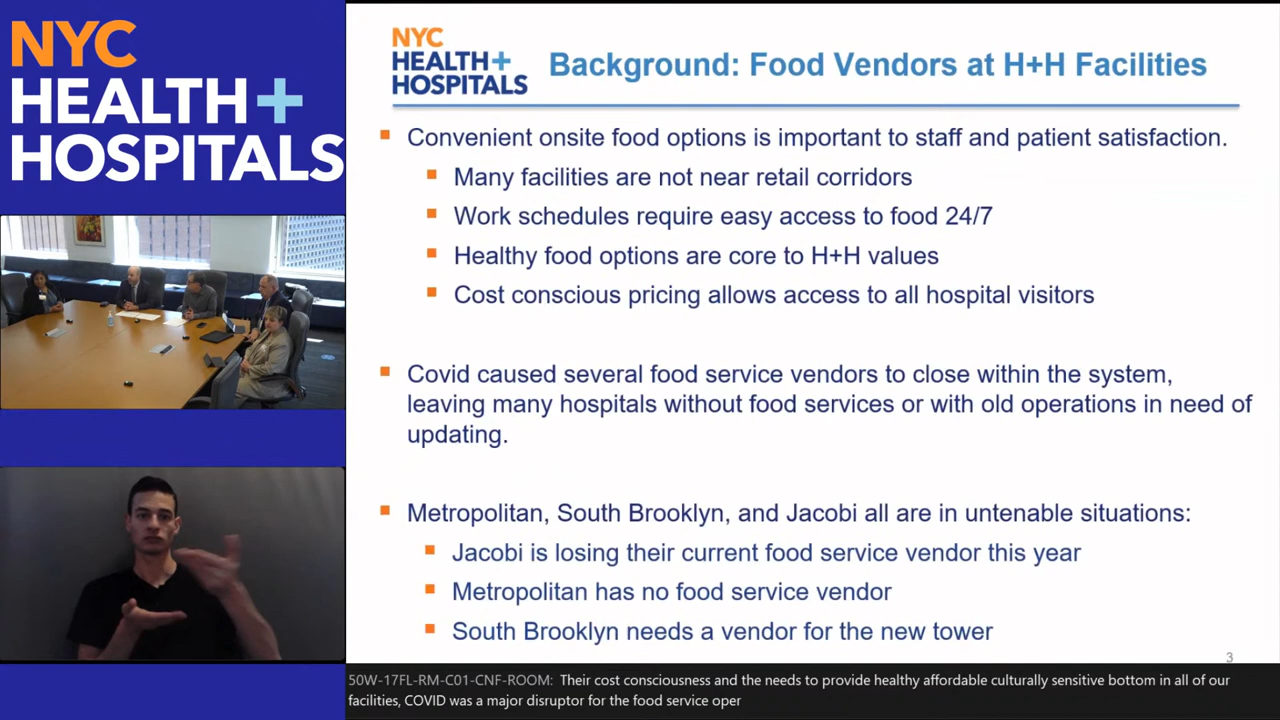 NYC
HEALTH+
HOSPITALS
NYC
HEALTH+
HOSPITALS
Background: Food Vendors at H+H Facilities
Convenient onsite food options is important to staff and patient satisfaction.
Many facilities are not near retail corridors
Work schedules require easy access to food 24/7
Healthy food options are core to H+H values
Cost conscious pricing allows access to all hospital visitors
Covid caused several food service vendors to close within the system,
leaving many hospitals without food services or with old operations in need of
updating.
Metropolitan, South Brooklyn, and Jacobi all are in untenable situations:
Jacobi is losing their current food service vendor this year
Metropolitan has no food service vendor
South Brooklyn needs a vendor for the new tower
3
50W-17FL-RM-C01-CNF-ROOM: Their cost consciousness and the needs to provide healthy affordable culturally sensitive bottom in all of our
facilities, COVID was a major disruptor for the food service oper